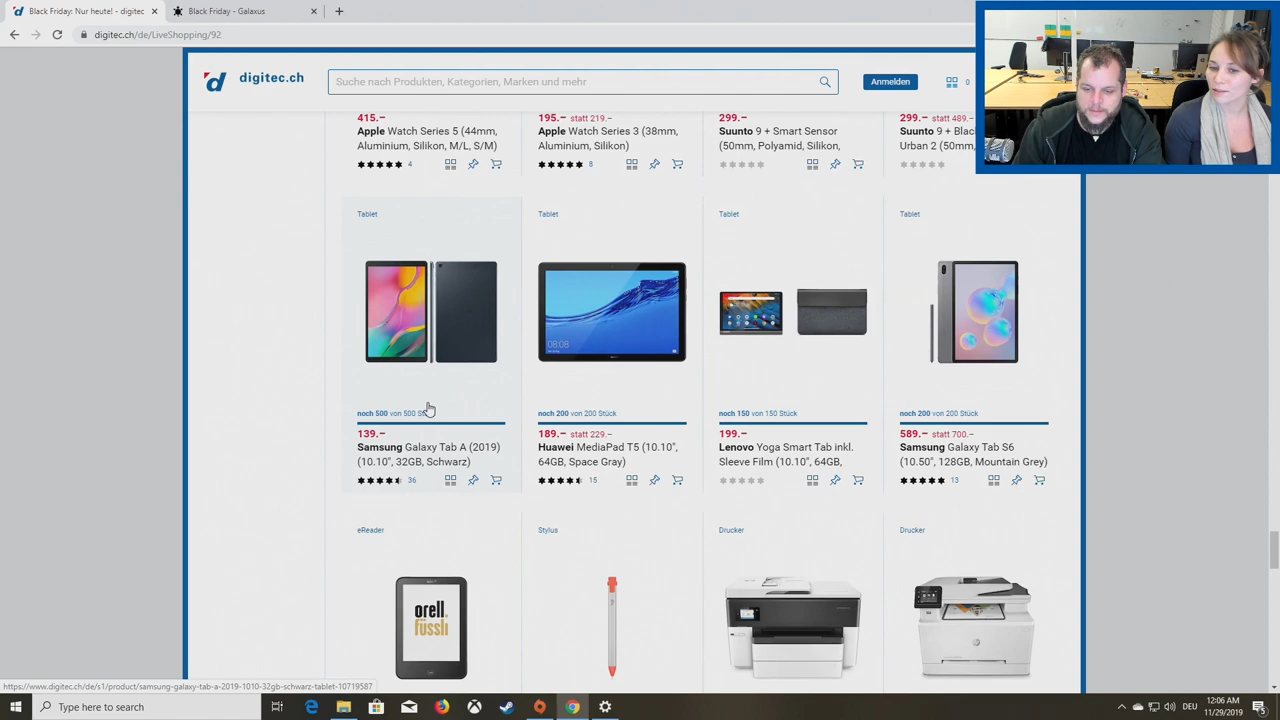 Black Friday: Nur heute! - digitec
Black Friday - Galaxus
digitec.ch/de/LiveShopping/92
digitec.ch
Suche nach Produkten, Kategorien, Marken und mehr
Anmelden
0
415.–
Apple Watch Series 5 (44mm,
Aluminium, Silikon, M/L, S/M)
4
195.– statt 219.–
Apple Watch Series 3 (38mm,
Aluminium, Silikon)
8
299.–
Suunto 9 + Smart Sensor
(50mm, Polyamid, Silikon,
299.– statt 489.–
Suunto 9 + Blac
Urban 2 (50mm,
Tablet
noch 500 von 500 St
139.–
Samsung Galaxy Tab A (2019)
(10.10", 32GB, Schwarz)
36
Tablet
08:08
noch 200 von 200 Stück
189.– statt 229.–
Huawei MediaPad T5 (10.10",
64GB, Space Gray)
15
Tablet
noch 150 von 150 Stück
199.–
Lenovo Yoga Smart Tab inkl.
Sleeve Film (10.10", 64GB,
Tablet
noch 200 von 200 Stück
589.– statt 700.–
Samsung Galaxy Tab S6
(10.50", 128GB, Mountain Grey)
13
eReader
orell
füssli
Stylus
Drucker
Drucker
https://www.digitec.ch/de/s1/product/samsung-galaxy-tab-a-2019-1010-32gb-schwarz-tablet-10719587
Type here to search
DEU
12:06 AM
11/29/2019
5